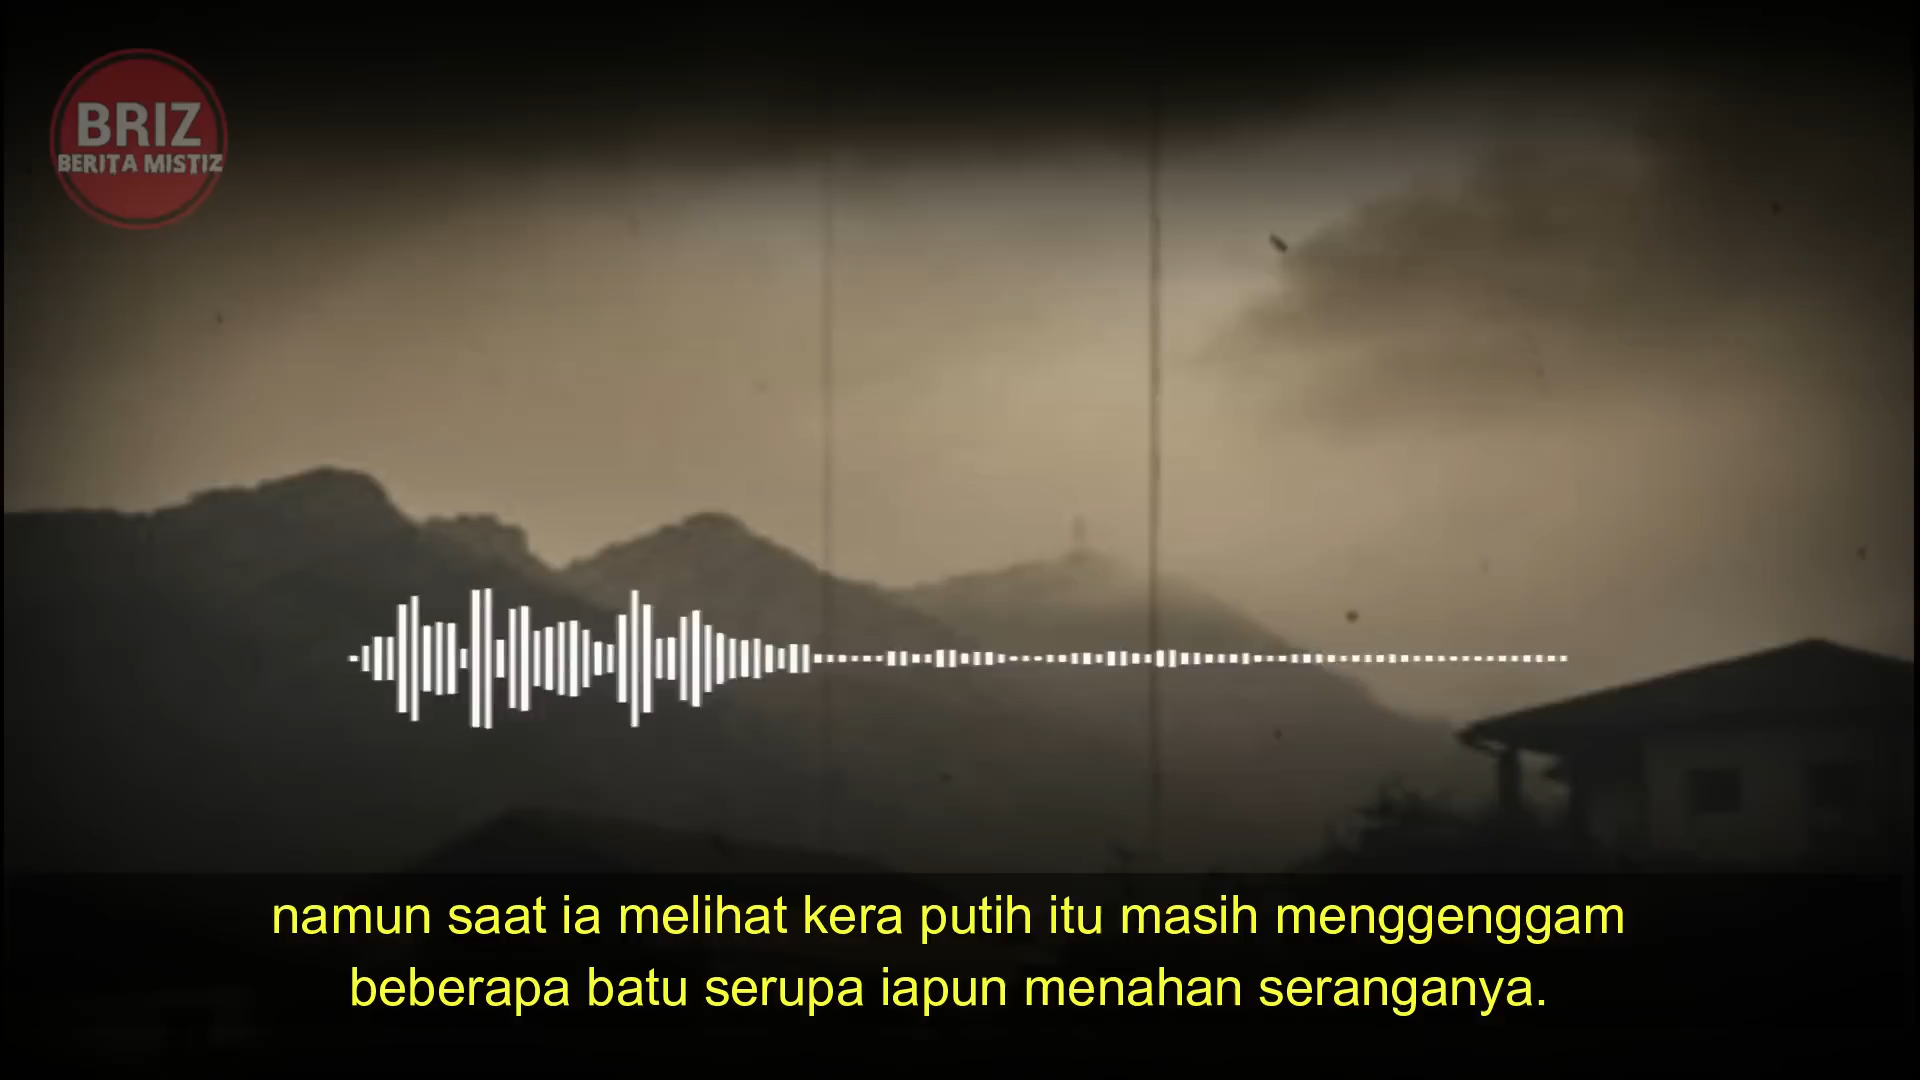 BRIZ
BERITA MISTIZ
namun saat ia melihat kera putih itu masih menggenggam
beberapa batu serupa iapun menahan seranganya.